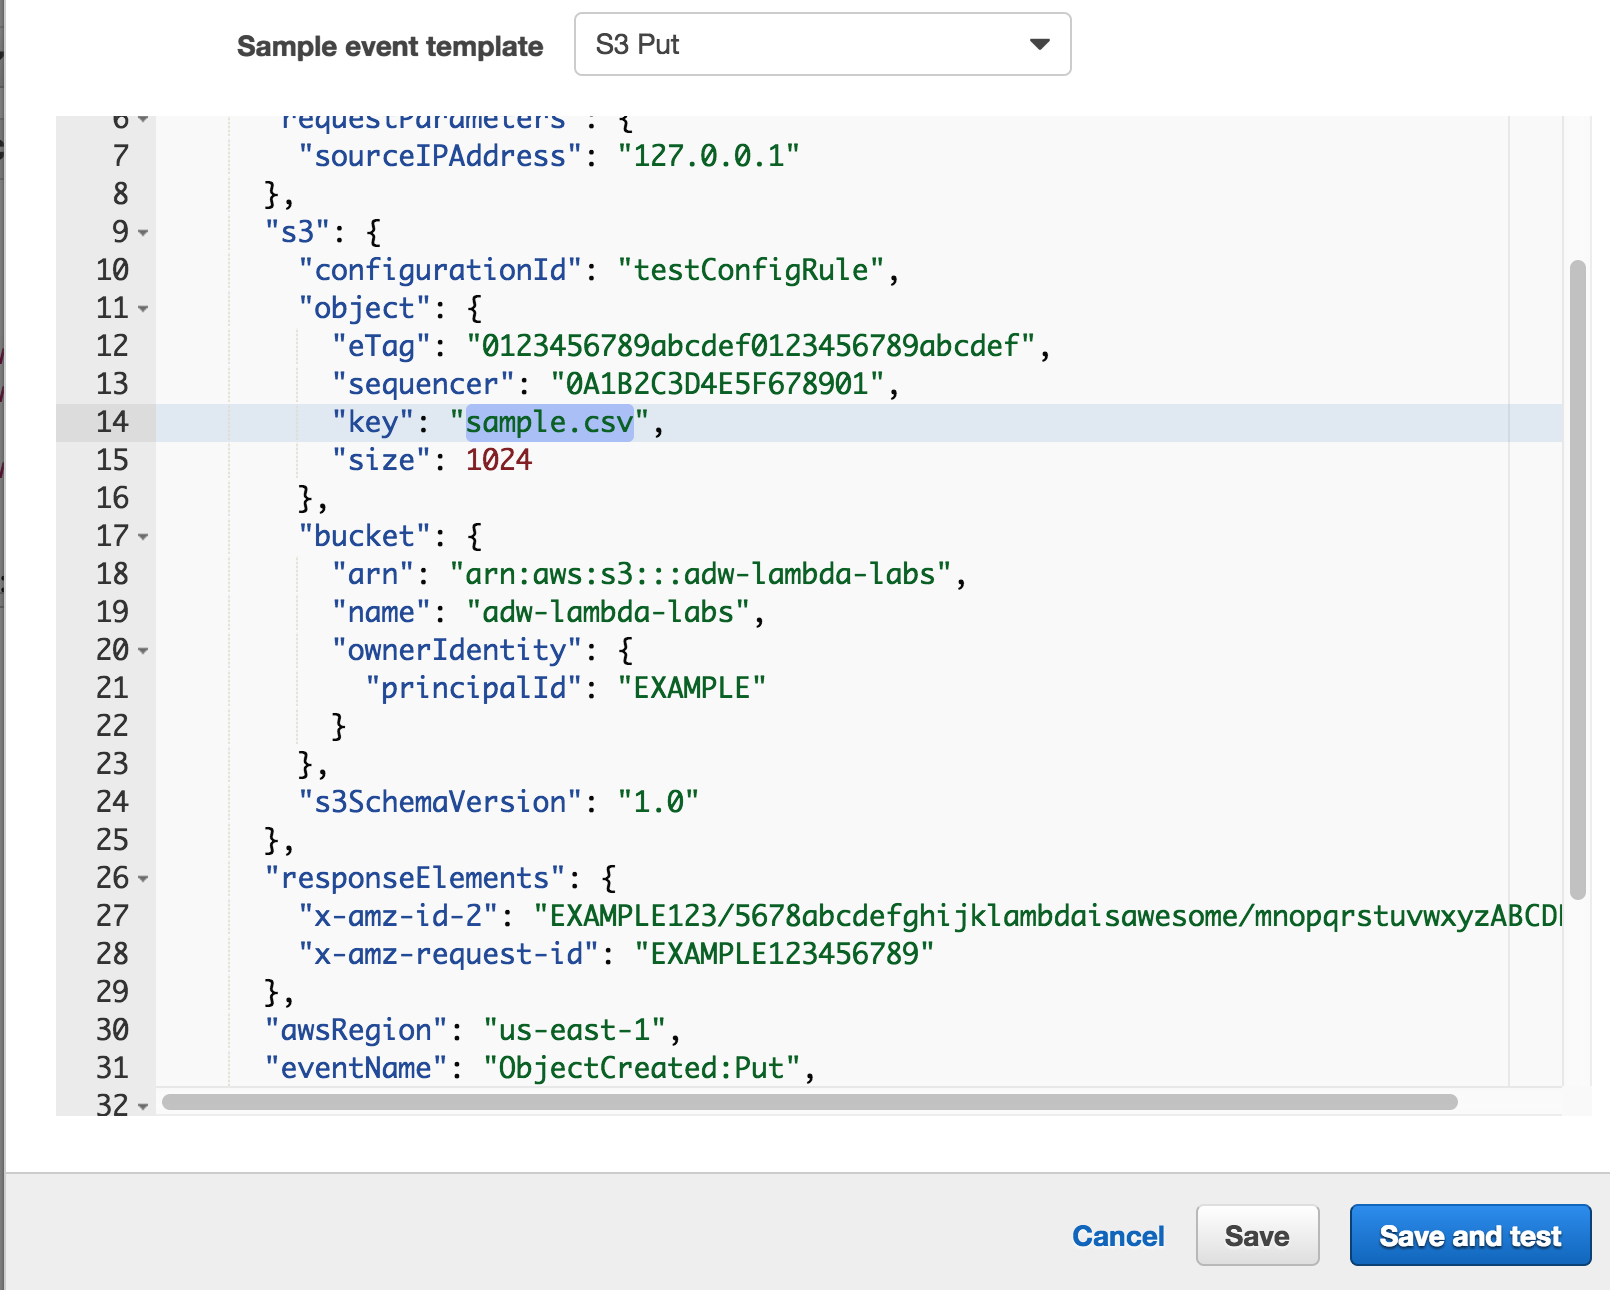 Sample event template S3 Put
6 "requestParameters": {
7 "sourceIPAddress": "127.0.0.1"
8 },
9 "s3": {
10 "configurationId": "testConfigRule",
11 "object": {
12 "eTag": "0123456789abcdef0123456789abcdef",
13 "sequencer": "0A1B2C3D4E5F678901",
14 "key": "sample.csv",
15 "size": 1024
16 },
17 "bucket": {
18 "arn": "arn:aws:s3:::adw-lambda-labs",
19 "name": "adw-lambda-labs",
20 "ownerIdentity": {
21 "principalId": "EXAMPLE"
22 }
23 },
24 "s3SchemaVersion": "1.0"
25 },
26 "responseElements": {
27 "x-amz-id-2": "EXAMPLE123/5678abcdefghijklambdaisawesome/mnopqrstuvwxyzABCD
28 "x-amz-request-id": "EXAMPLE123456789"
29 },
30 "awsRegion": "us-east-1",
31 "eventName": "ObjectCreated:Put",
32
Cancel Save Save and test